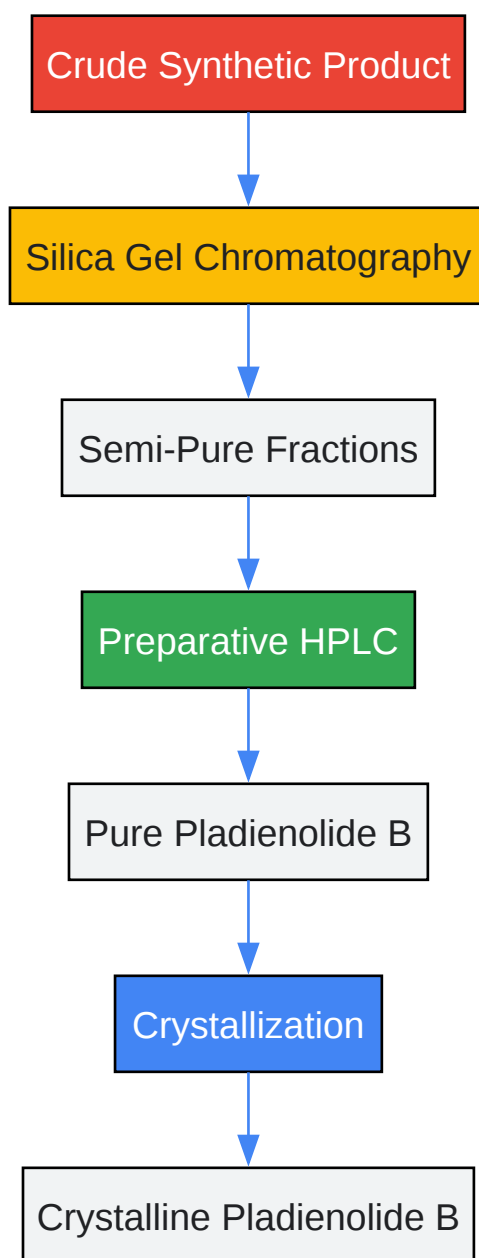 Crude Synthetic Product
Silica Gel Chromatography
Semi-Pure Fractions
Preparative HPLC
Pure Pladienolide B
Crystallization
Crystalline Pladienolide B